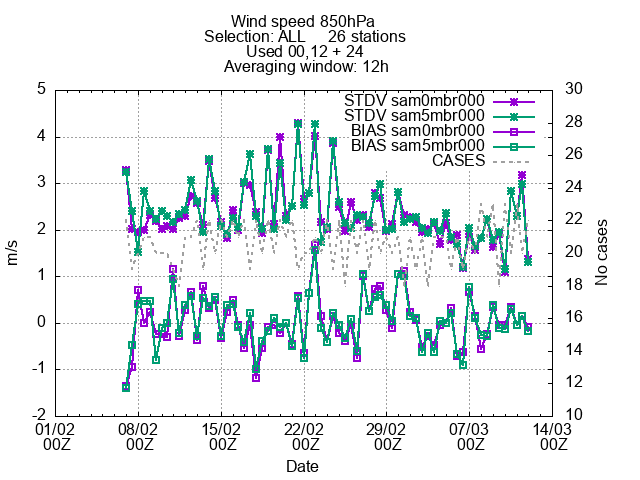 Wind speed 850hPa
Selection: ALL     26 stations
Used 00,12 + 24
Averaging window: 12h
STDV sam0mbr000
STDV sam5mbr000
BIAS sam0mbr000
BIAS sam5mbr000
CASES
5
4
3
2
1
0
-1
-2
m/s
30
28
26
24
22
20
18
16
14
12
10
No cases
01/02 08/02 15/02 22/02 29/02 07/03 14/03
00Z 00Z 00Z 00Z 00Z 00Z 00Z
Date